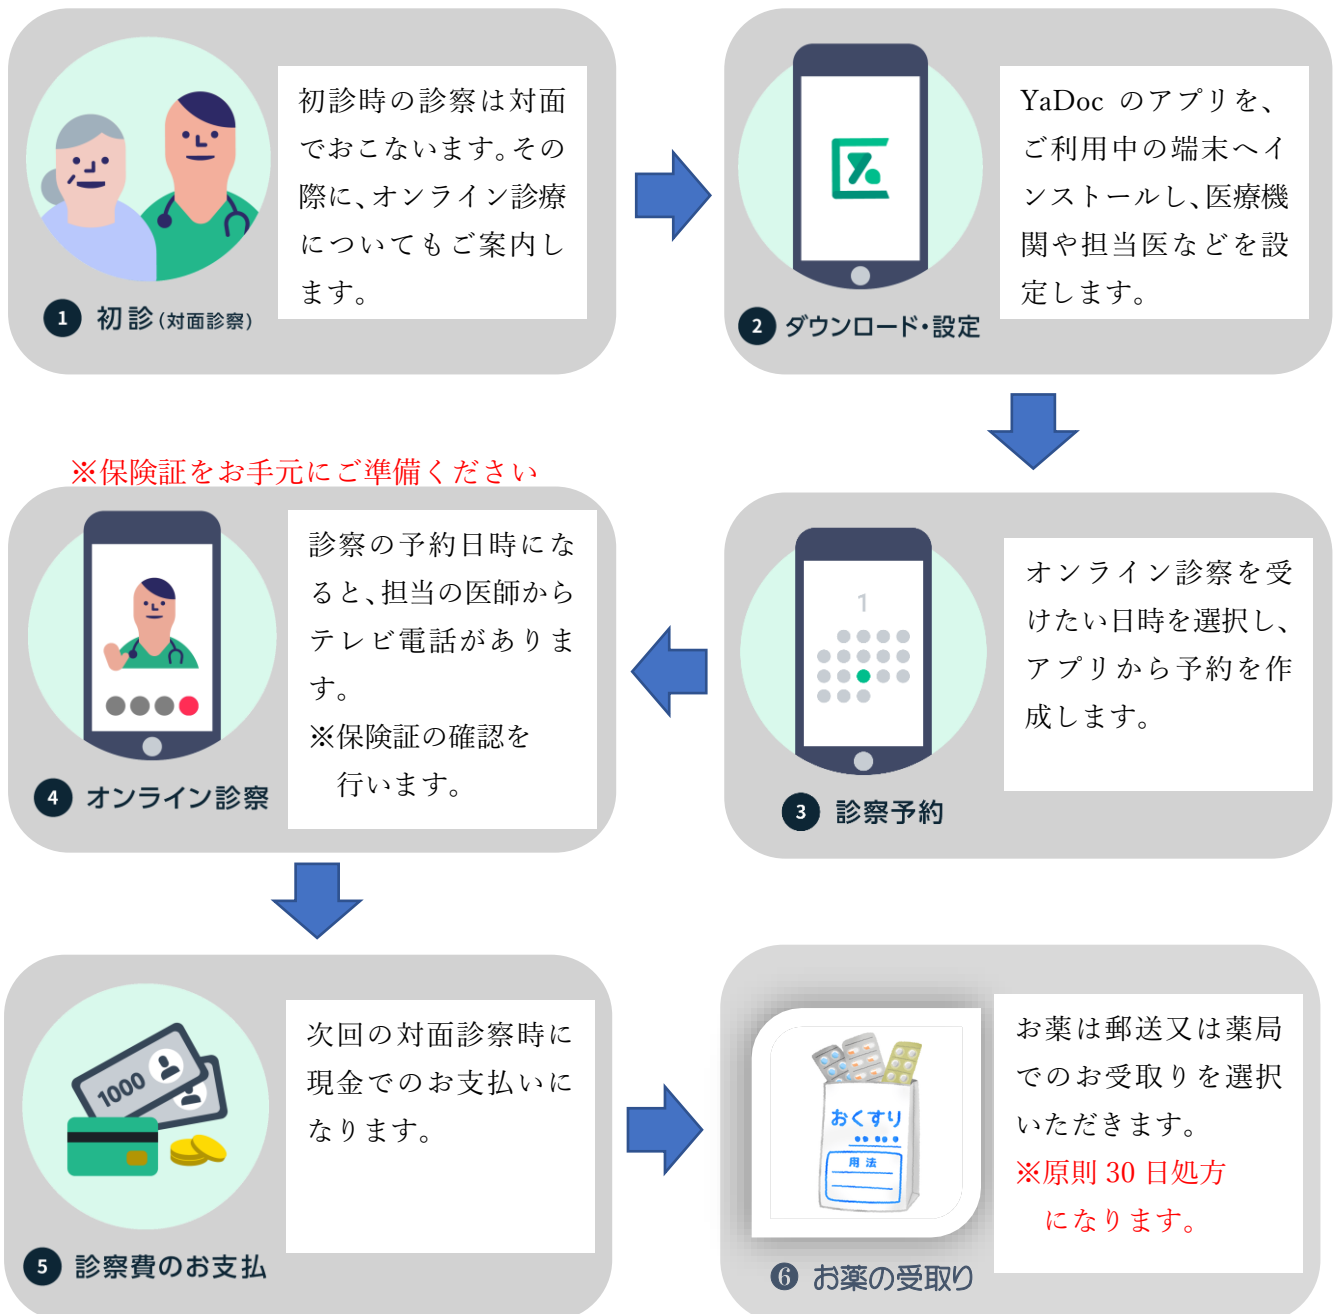 初診時の診察は対面
でおこないます。その
際に、オンライン診療
についてもご案内し
ます。
1 初診(対面診察)
YaDoc のアプリを、
ご利用中の端末へイ
ンストールし、医療機
関や担当医などを設
定します。
2 ダウンロード・設定
オンライン診察を受
けたい日時を選択し、
アプリから予約を作
成します。
1
3 診察予約
※保険証をお手元にご準備ください
診察の予約日時にな
ると、担当の医師から
テレビ電話がありま
す。
※保険証の確認を
行います。
4 オンライン診察
次回の対面診察時に
現金でのお支払いに
なります。
1000
5 診察費のお支払
お薬は郵送又は薬局
でのお受取りを選択
いただきます。
※原則 30 日処方
になります。
おくすり
用法
❻ お薬の受取り